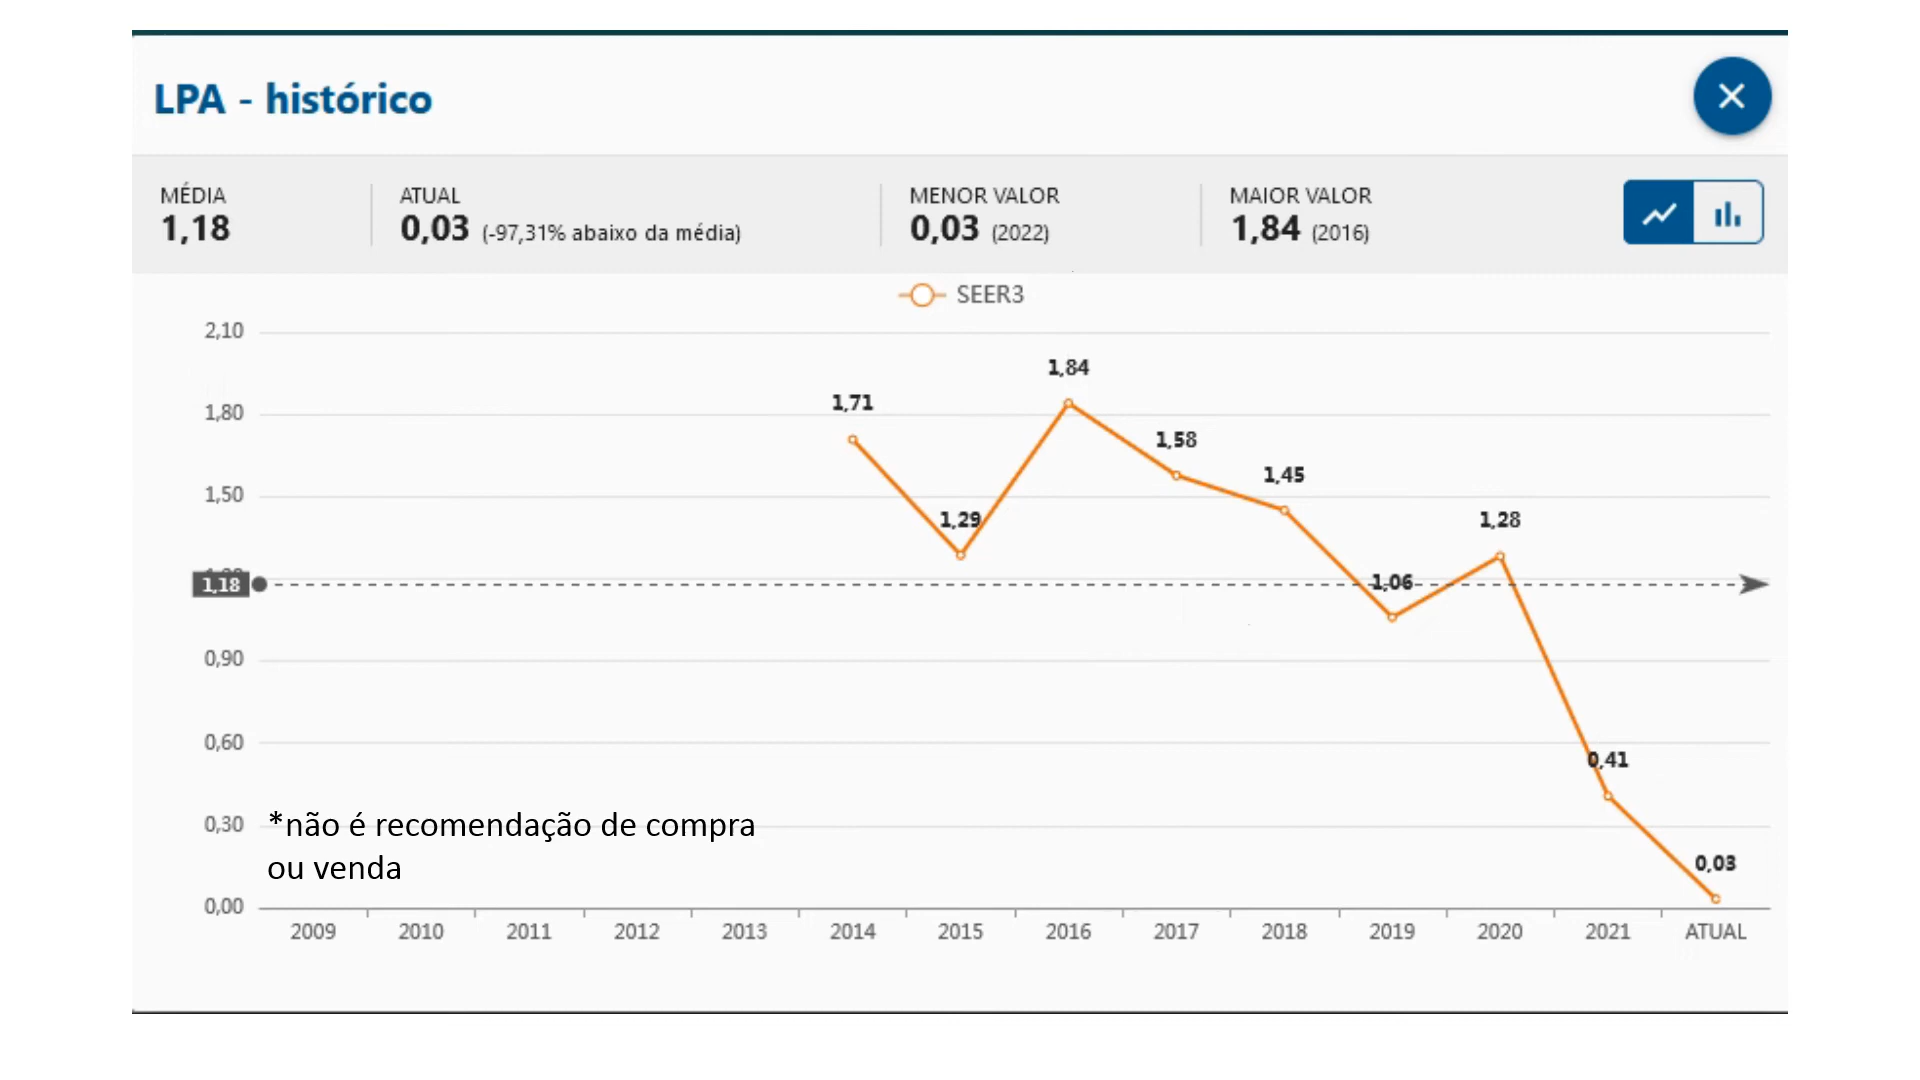 LPA - histórico
MÉDIA
1,18
ATUAL
0,03 (-97,31% abaixo da média)
MENOR VALOR
0,03 (2022)
MAIOR VALOR
1,84 (2016)
SEER3
2,10
1,80
1,50
1,18
0,90
0,60
0,30
0,00
1,71
1,29
1,84
1,58
1,45
1,06
1,28
0,41
0,03
*não é recomendação de compra
ou venda
2009 2010 2011 2012 2013 2014 2015 2016 2017 2018 2019 2020 2021 ATUAL